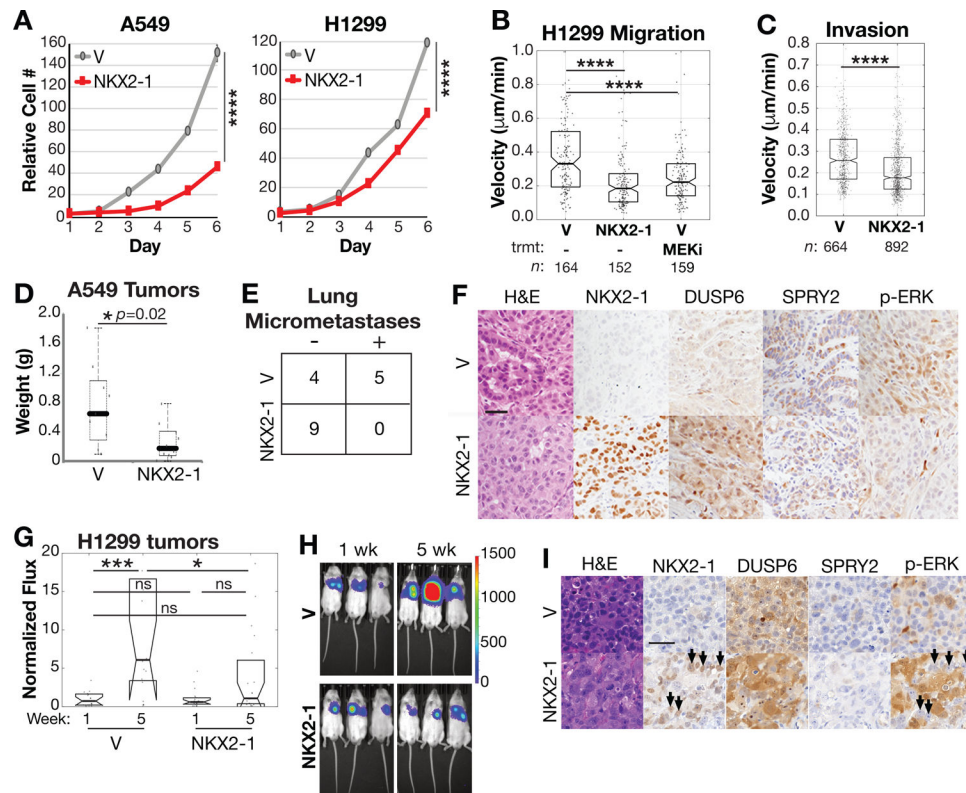 A
A549
H1299
Relative Cell #
160
140
120
100
80
60
40
20
0
V
NKX2-1
****
1 2 3 4 5 6
Day
120
100
80
60
40
20
0
V
NKX2-1
****
1 2 3 4 5 6
Day
B
H1299 Migration
Velocity (μm/min)
1.0
0.8
0.6
0.4
0.2
0.0
****
****
V NKX2-1 V
trmt: - - MEKi
n: 164 152 159
C
Invasion
Velocity (μm/min)
0.8
0.7
0.6
0.5
0.4
0.3
0.2
0.1
0.0
****
V NKX2-1
n: 664 892
D
A549 Tumors
* p=0.02
Weight (g)
2.0
1.6
1.2
0.8
0.4
0
V NKX2-1
E
Lung
Micrometastases
- +
V 4 5
NKX2-1 9 0
F
H&E NKX2-1 DUSP6 SPRY2 p-ERK
V
NKX2-1
G
H1299 tumors
Normalized Flux
20
15
10
5
0
*** *
ns ns
ns
Week: 1 5 1 5
V NKX2-1
H
1 wk 5 wk
V
NKX2-1
1500
1000
500
0
I
H&E NKX2-1 DUSP6 SPRY2 p-ERK
V
NKX2-1